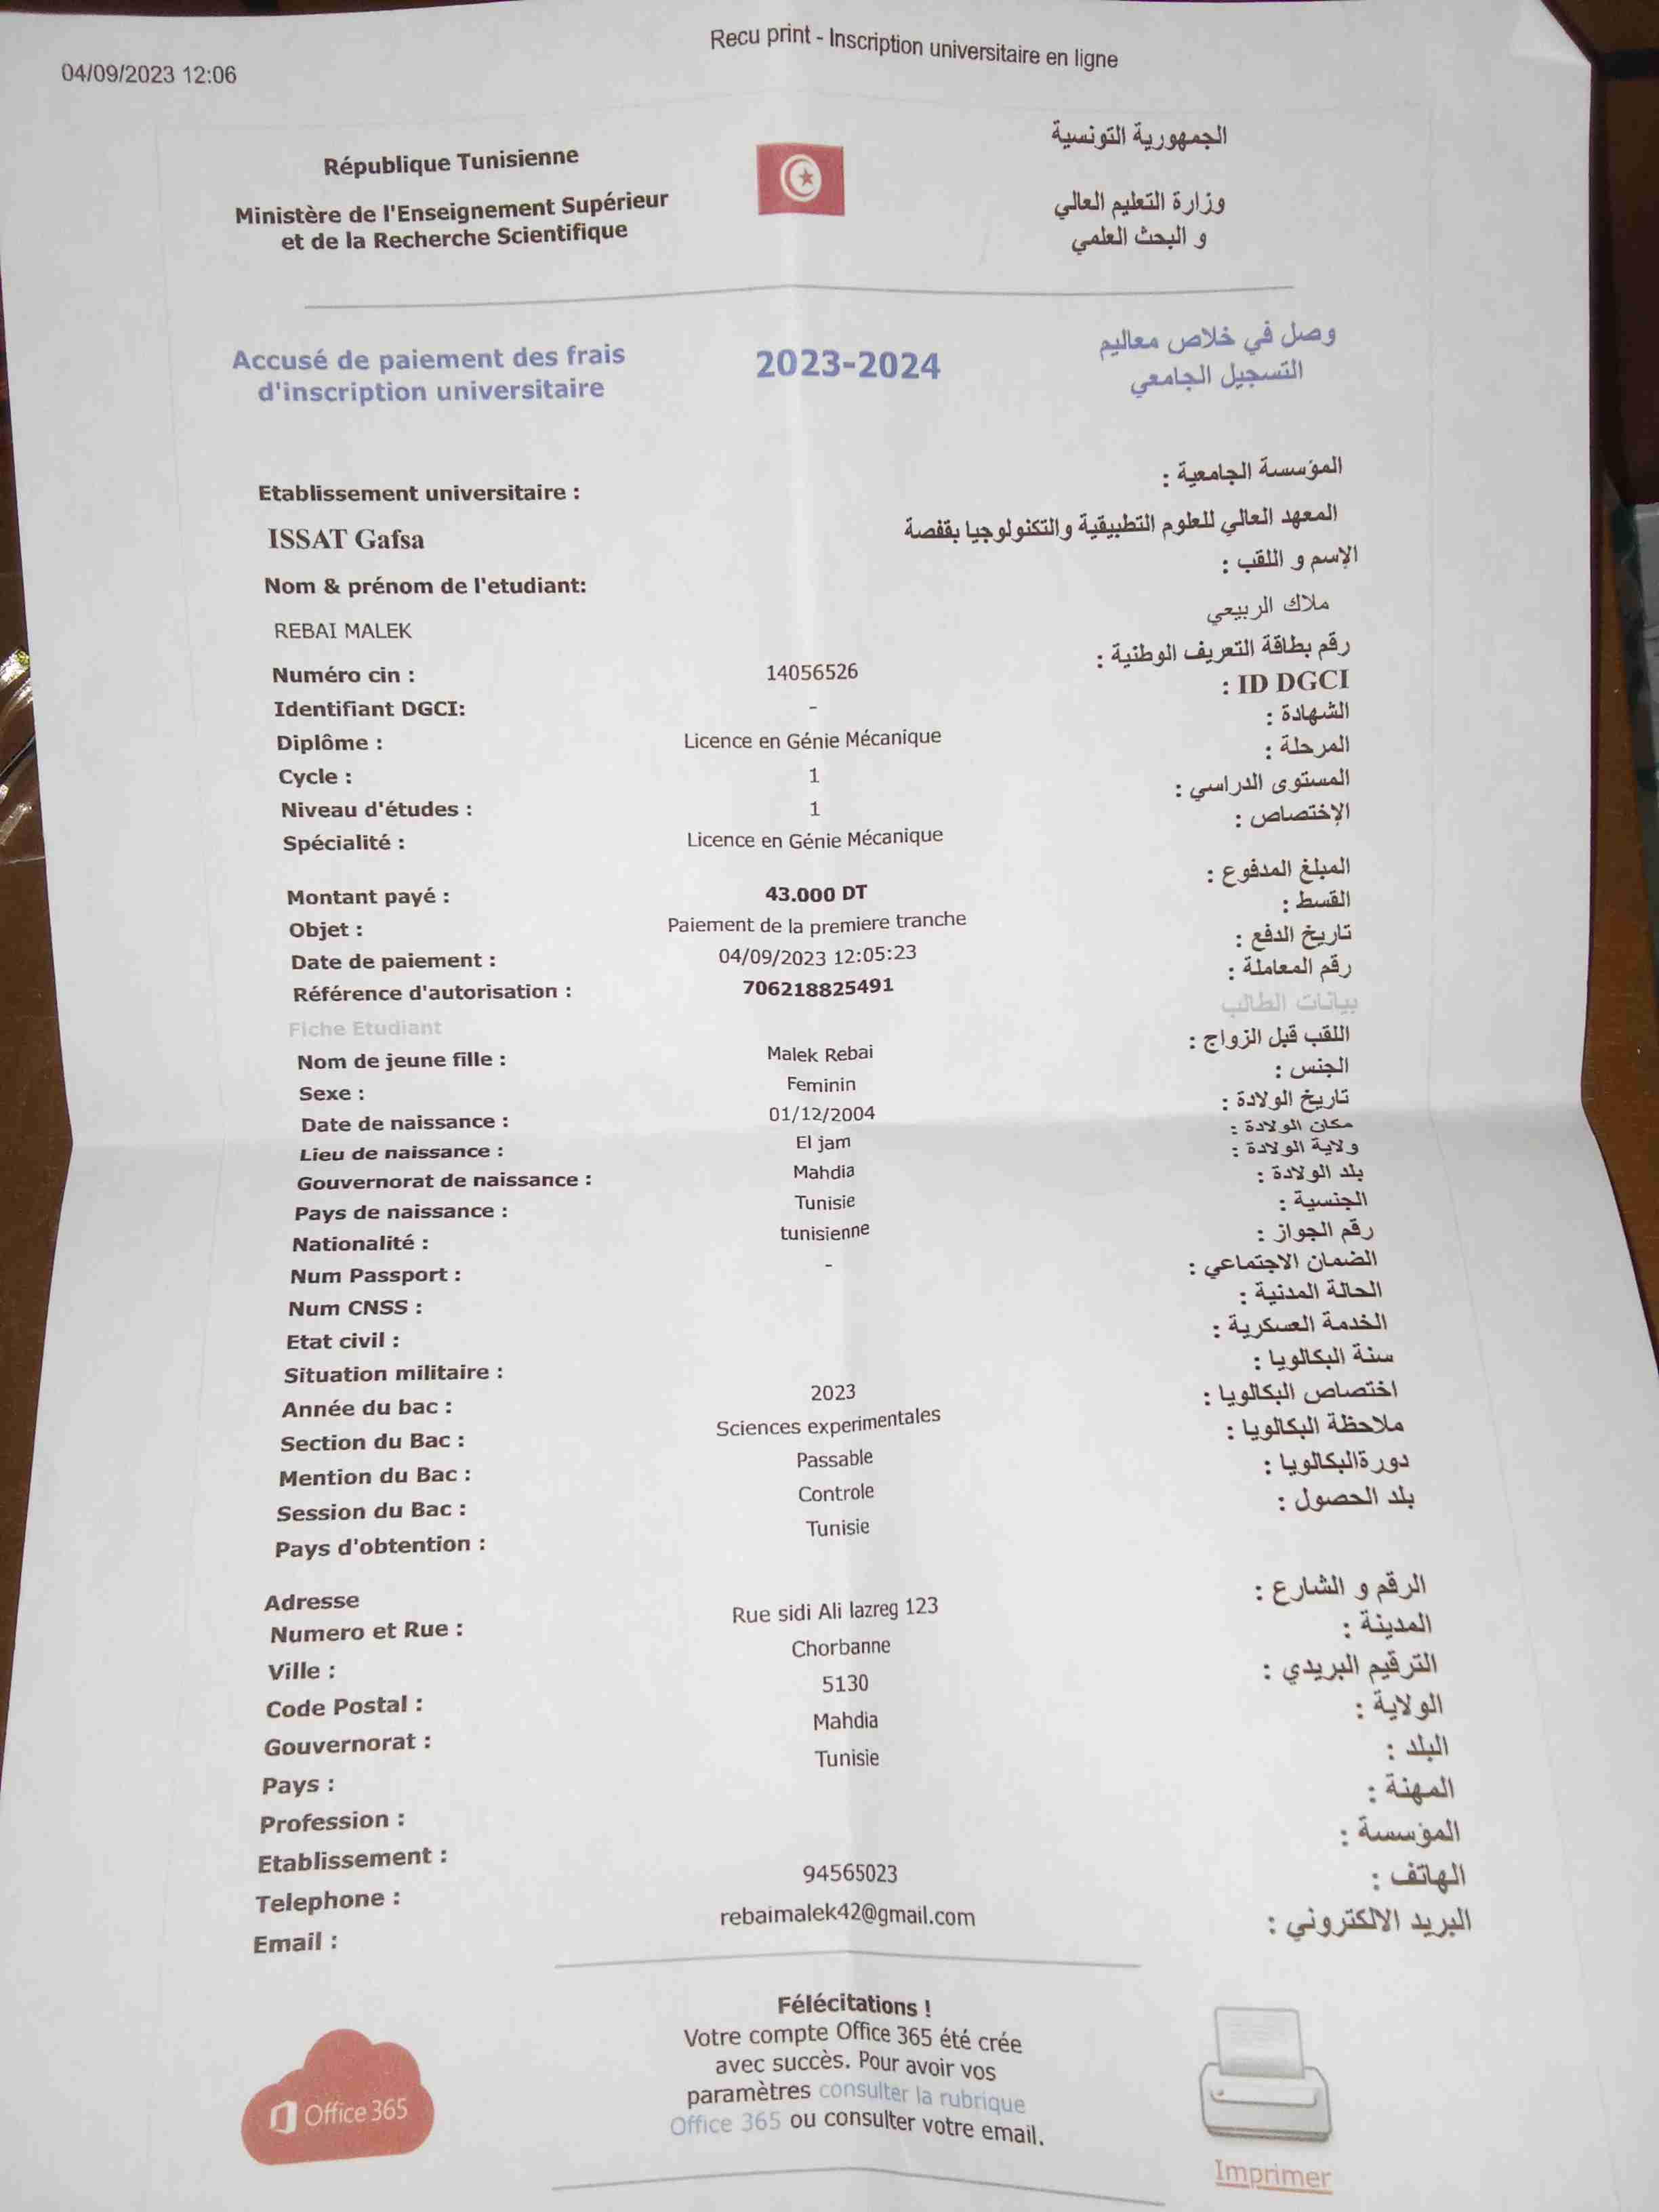 Recu print - Inscription universitaire en ligne
04/09/2023 12:06
République Tunisienne
الجمهورية التونسية
Ministère de l'Enseignement Supérieur
et de la Recherche Scientifique
وزارة التعليم العالي
و البحث العلمي
Accusé de paiement des frais
d'inscription universitaire
2023-2024
وصل في خلاص معاليم
التسجيل الجامعي
Etablissement universitaire :
المؤسسة الجامعية :
ISSAT Gafsa
المعهد العالي للعلوم التطبيقية والتكنولوجيا بقفصة
Nom & prénom de l'etudiant:
الإسم و اللقب :
REBAI MALEK
ملاك الربيعي
Numéro cin : 14056526 رقم بطاقة التعريف الوطنية :
Identifiant DGCI: - ID DGCI :
Diplôme : Licence en Génie Mécanique الشهادة :
Cycle : 1 المرحلة :
Niveau d'études : 1 المستوى الدراسي :
Spécialité : Licence en Génie Mécanique الإختصاص :
Montant payé : 43.000 DT المبلغ المدفوع :
Objet : Paiement de la premiere tranche القسط :
Date de paiement : 04/09/2023 12:05:23 تاريخ الدفع :
Référence d'autorisation : 706218825491 رقم المعاملة :
Fiche Etudiant بيانات الطالب
Nom de jeune fille : Malek Rebai اللقب قبل الزواج :
Sexe : Feminin الجنس :
Date de naissance : 01/12/2004 تاريخ الولادة :
Lieu de naissance : El jam مكان الولادة :
Gouvernorat de naissance : Mahdia ولاية الولادة :
Pays de naissance : Tunisie بلد الولادة :
Nationalité : tunisienne الجنسية :
Num Passport : - رقم الجواز :
Num CNSS : الضمان الاجتماعي :
Etat civil : الحالة المدنية :
Situation militaire : الخدمة العسكرية :
Année du bac : 2023 سنة البكالويا :
Section du Bac : Sciences experimentales اختصاص البكالويا :
Mention du Bac : Passable ملاحظة البكالويا :
Session du Bac : Controle دورةالبكالويا :
Pays d'obtention : Tunisie بلد الحصول :
Adresse
Numero et Rue : Rue sidi Ali lazreg 123 الرقم و الشارع :
Ville : Chorbanne المدينة :
Code Postal : 5130 الترقيم البريدي :
Gouvernorat : Mahdia الولاية :
Pays : Tunisie البلد :
Profession : المهنة :
Etablissement : المؤسسة :
Telephone : 94565023 الهاتف :
Email : rebaimalek42@gmail.com البريد الالكتروني :
Félécitations !
Votre compte Office 365 été crée
avec succès. Pour avoir vos
paramètres consulter la rubrique
Office 365 ou consulter votre email.
Office 365
Imprimer